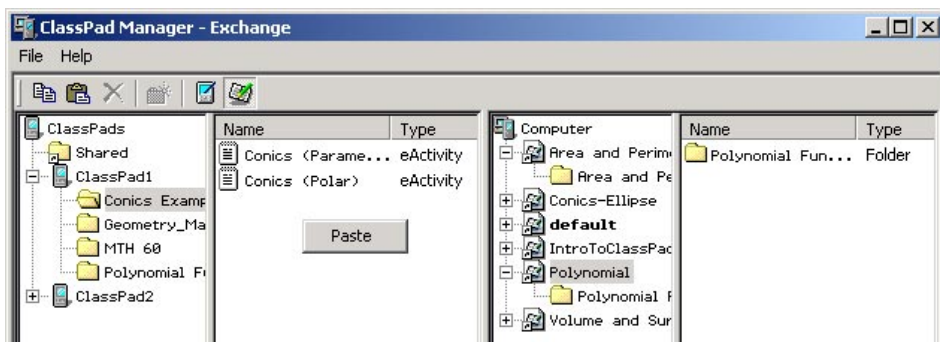 ClassPad Manager - Exchange
File Help
ClassPads
Shared
ClassPad1
Conics Examp
Geometry_Ma
MTH 60
Polynomial Fu
ClassPad2
Name Type
Conics (Parame... eActivity
Conics (Polar) eActivity
Paste
Computer
Area and Perim
Area and Pe
Conics-Ellipse
default
IntroToClassPad
Polynomial
Polynomial F
Volume and Sur
Name Type
Polynomial Fun... Folder